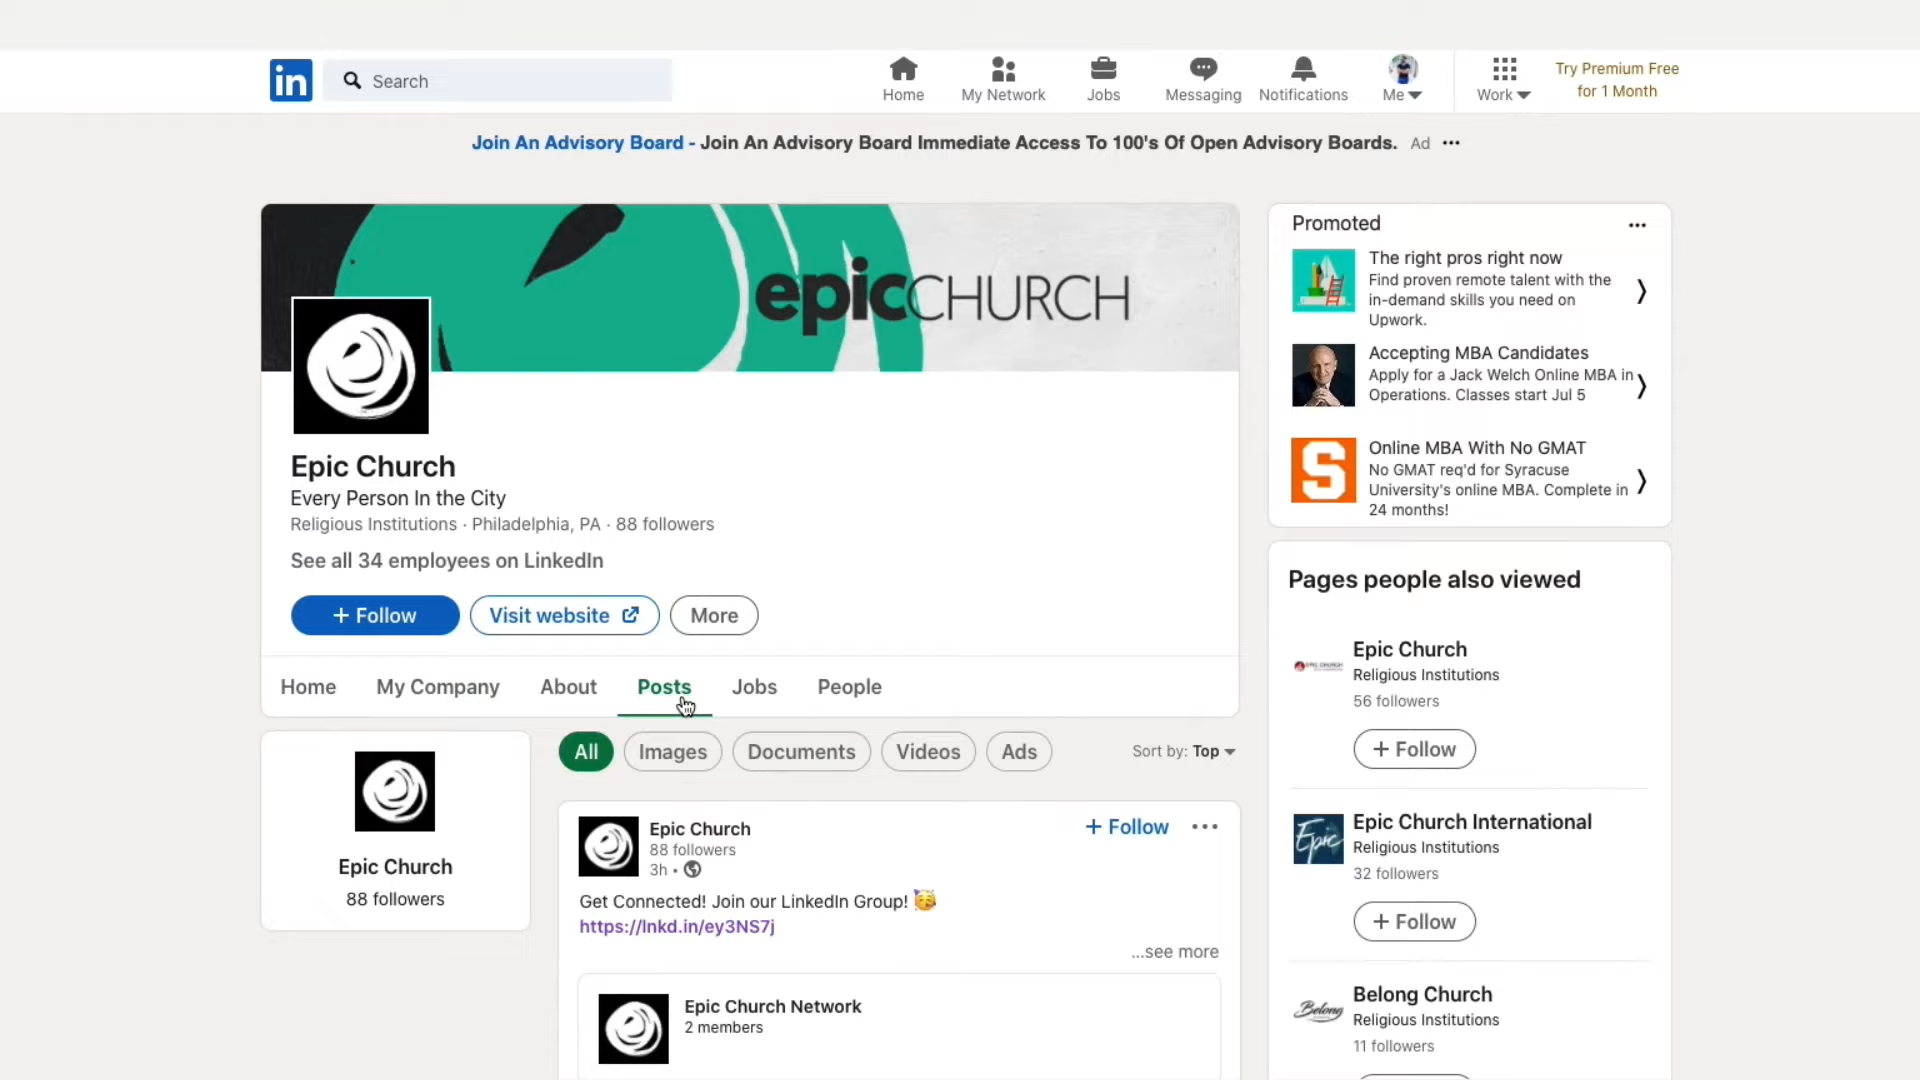 in
Search
Home
My Network
Jobs
Messaging
Notifications
Me
Work
Try Premium Free
for 1 Month
Join An Advisory Board - Join An Advisory Board Immediate Access To 100's Of Open Advisory Boards. Ad
epicCHURCH
Epic Church
Every Person In the City
Religious Institutions · Philadelphia, PA · 88 followers
See all 34 employees on LinkedIn
+ Follow
Visit website
More
Home
My Company
About
Posts
Jobs
People
Epic Church
88 followers
All
Images
Documents
Videos
Ads
Sort by: Top
Epic Church
88 followers
3h •
+ Follow
Get Connected! Join our LinkedIn Group! 🥳
https://lnkd.in/ey3NS7j
...see more
Epic Church Network
2 members
Promoted
The right pros right now
Find proven remote talent with the
in-demand skills you need on
Upwork.
Accepting MBA Candidates
Apply for a Jack Welch Online MBA in
Operations. Classes start Jul 5
S
Online MBA With No GMAT
No GMAT req'd for Syracuse
University's online MBA. Complete in
24 months!
Pages people also viewed
EPIC CHURCH
Epic Church
Religious Institutions
56 followers
+ Follow
Epic
Epic Church International
Religious Institutions
32 followers
+ Follow
Belong
Belong Church
Religious Institutions
11 followers